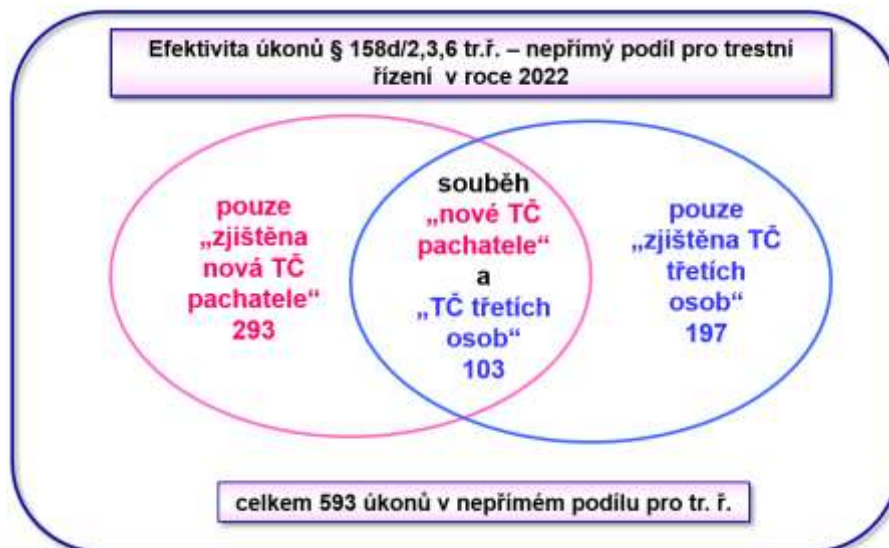 Efektivita úkonů § 158d/2,3,6 tr.ř. – nepřímý podíl pro trestní
řízení v roce 2022
pouze
„zjištěna
nová TČ
pachatele“
293
souběh
„nové TČ
pachatele“
a
„TČ třetích
osob“
103
pouze
„zjištěna TČ
třetích
osob“
197
celkem 593 úkonů v nepřímém podílu pro tr. ř.